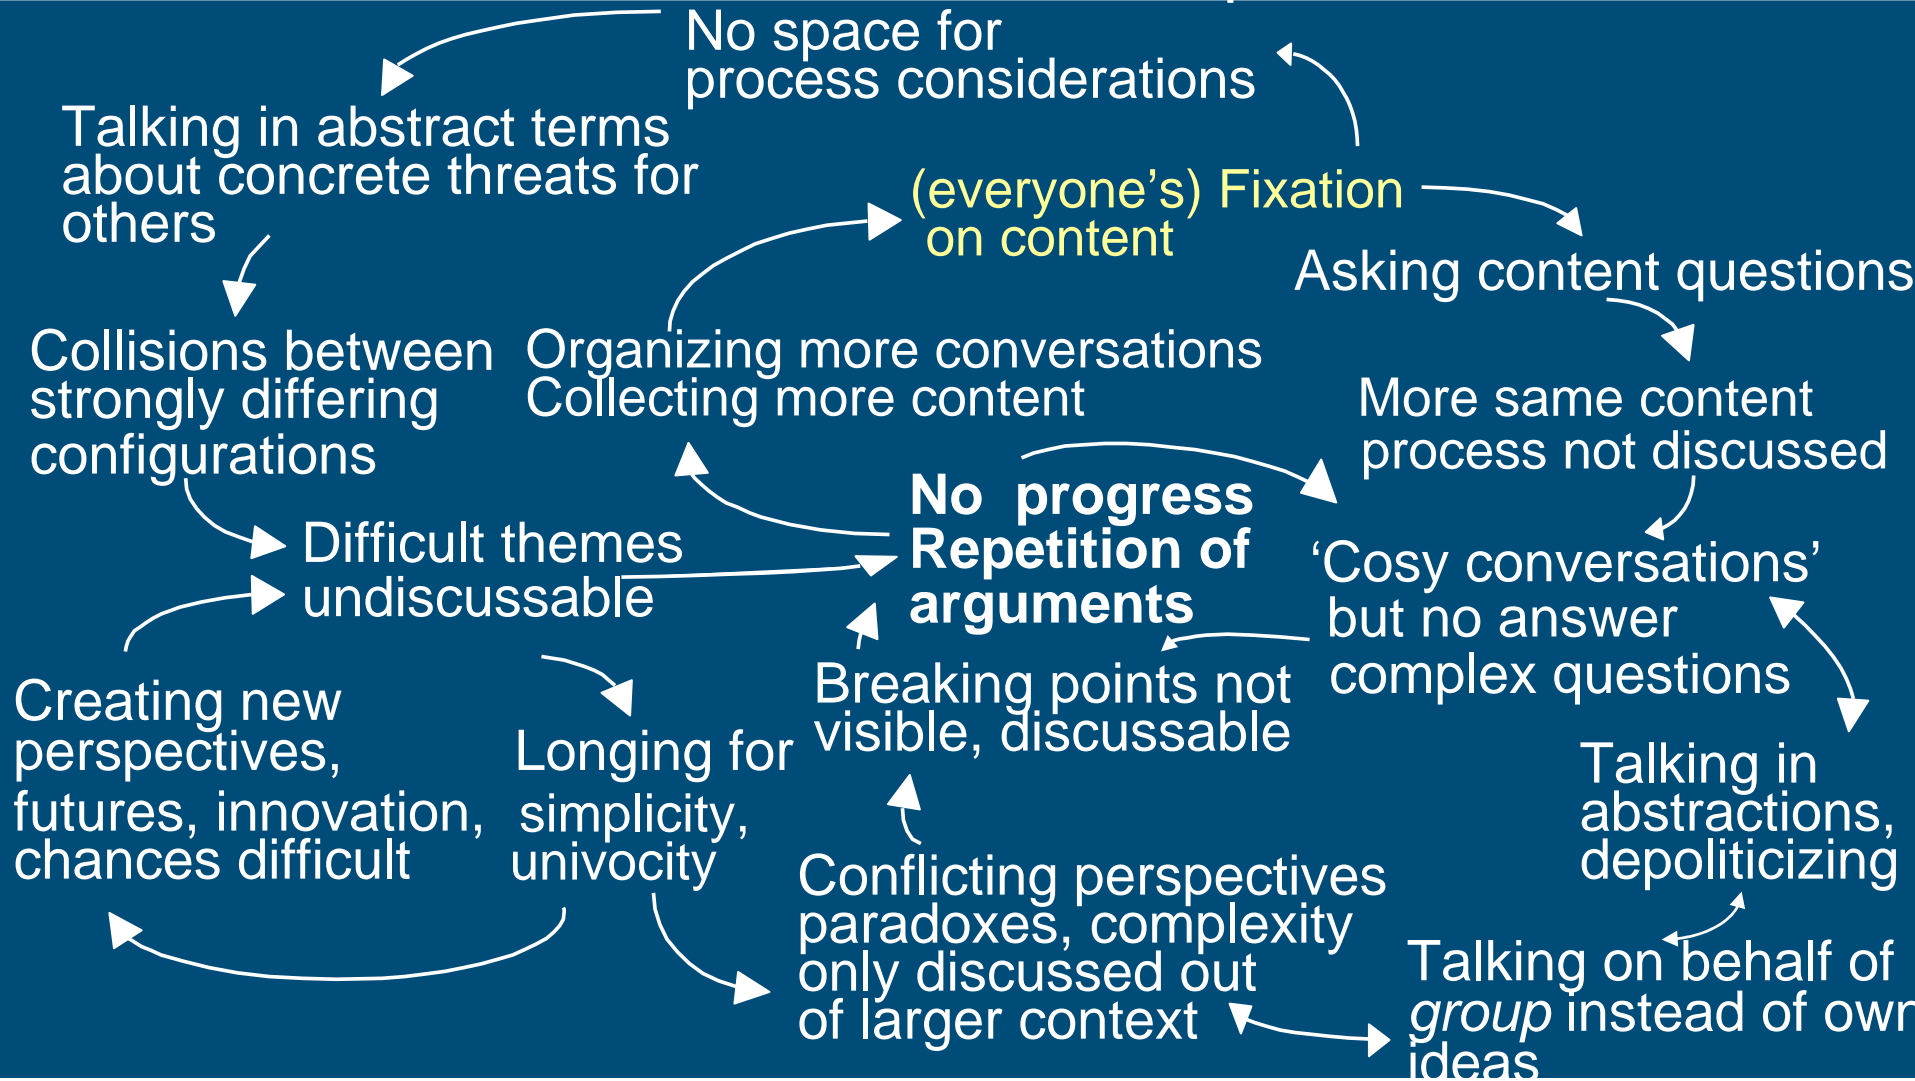 No space for
process considerations
Talking in abstract terms
about concrete threats for
others
(everyone’s) Fixation
on content
Asking content questions
Collisions between
strongly differing
configurations
Organizing more conversations
Collecting more content
More same content
process not discussed
No progress
Repetition of
arguments
Difficult themes
undiscussable
‘Cosy conversations’
but no answer
complex questions
Breaking points not
visible, discussable
Creating new
perspectives,
futures, innovation,
chances difficult
Longing for
simplicity,
univocity
Talking in
abstractions,
depoliticizing
Conflicting perspectives
paradoxes, complexity
only discussed out
of larger context
Talking on behalf of
group instead of own
ideas